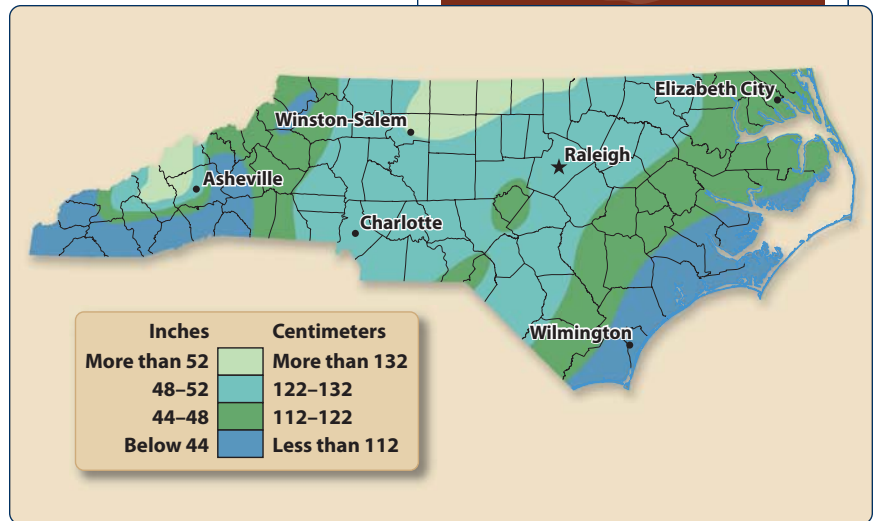 Elizabeth City
Winston-Salem
Raleigh
Asheville
Charlotte
Wilmington
Inches Centimeters
More than 52 More than 132
48–52 122–132
44–48 112–122
Below 44 Less than 112